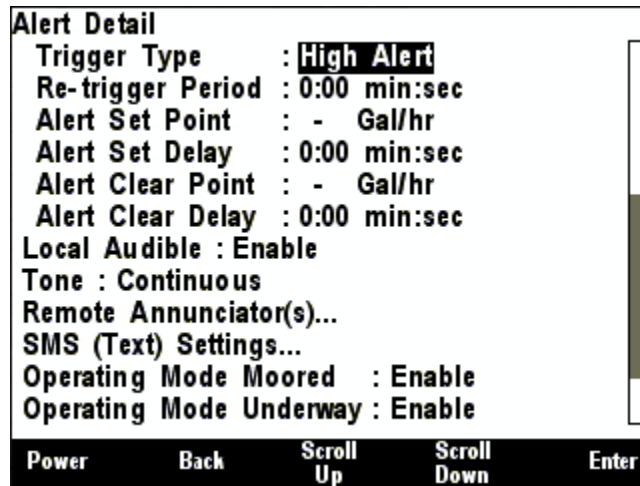 Alert Detail
Trigger Type : High Alert
Re-trigger Period : 0:00 min:sec
Alert Set Point : - Gal/hr
Alert Set Delay : 0:00 min:sec
Alert Clear Point : - Gal/hr
Alert Clear Delay : 0:00 min:sec
Local Audible : Enable
Tone : Continuous
Remote Annunciator(s)...
SMS (Text) Settings...
Operating Mode Moored : Enable
Operating Mode Underway : Enable
Power Back Scroll Up Scroll Down Enter